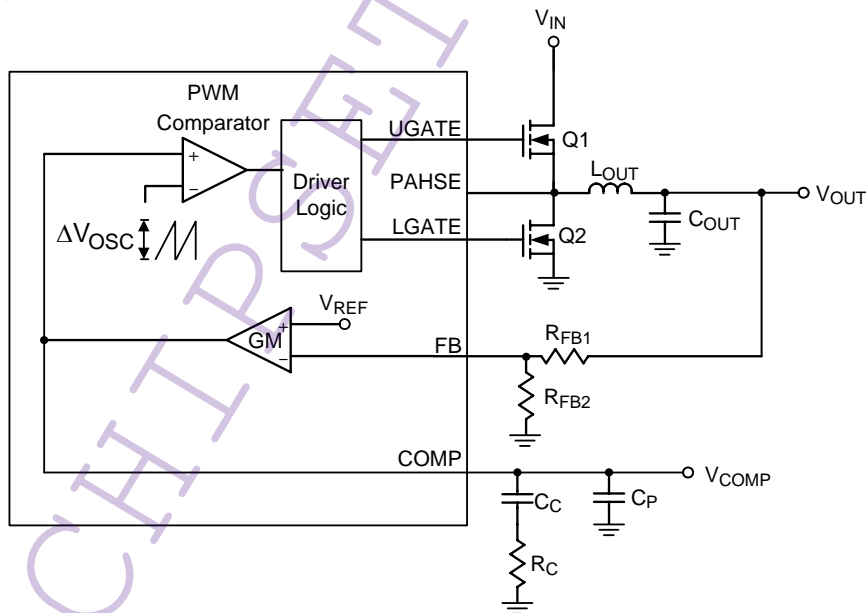 V_IN
PWM
Comparator
UGATE
Q1
+
−
Driver
Logic
PAHSE
L_OUT
V_OUT
C_OUT
ΔV_OSC
LGATE
Q2
V_REF
+
GM
−
FB
R_FB1
R_FB2
COMP
V_COMP
C_C
C_P
R_C
CHIPSET